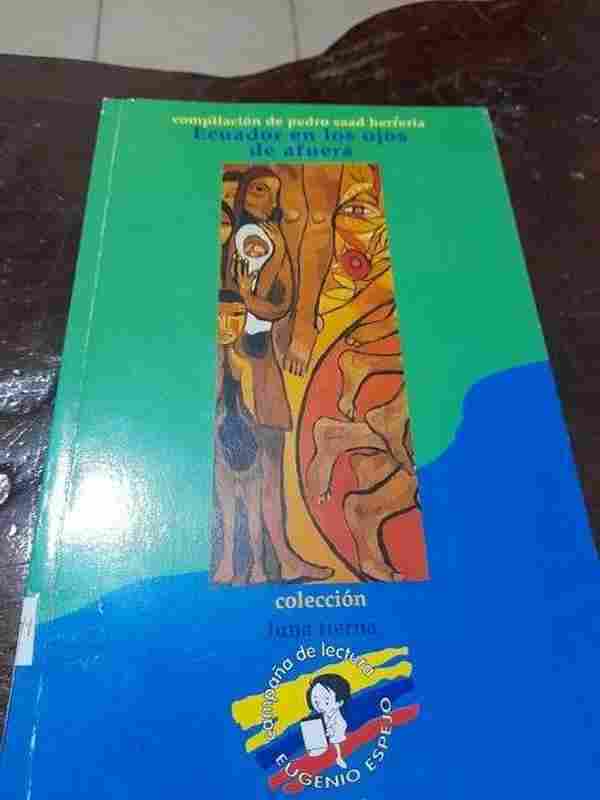 compilación de pedro saad herrería
Ecuador en los ojos
de afuera
colección
luna tierna
campaña de lectura
EUGENIO ESPEJO